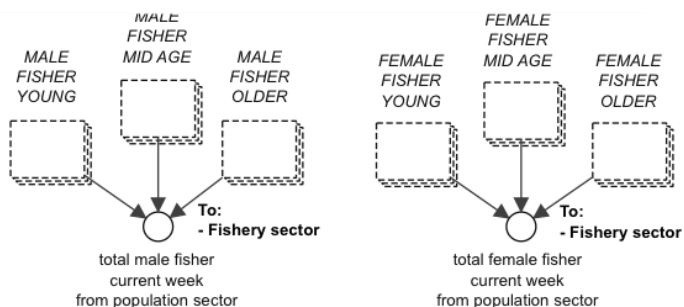 MALE
FISHER
YOUNG
MALE
FISHER
MID AGE
MALE
FISHER
OLDER
To:
- Fishery sector
total male fisher
current week
from population sector
FEMALE
FISHER
YOUNG
FEMALE
FISHER
MID AGE
FEMALE
FISHER
OLDER
To:
- Fishery sector
total female fisher
current week
from population sector